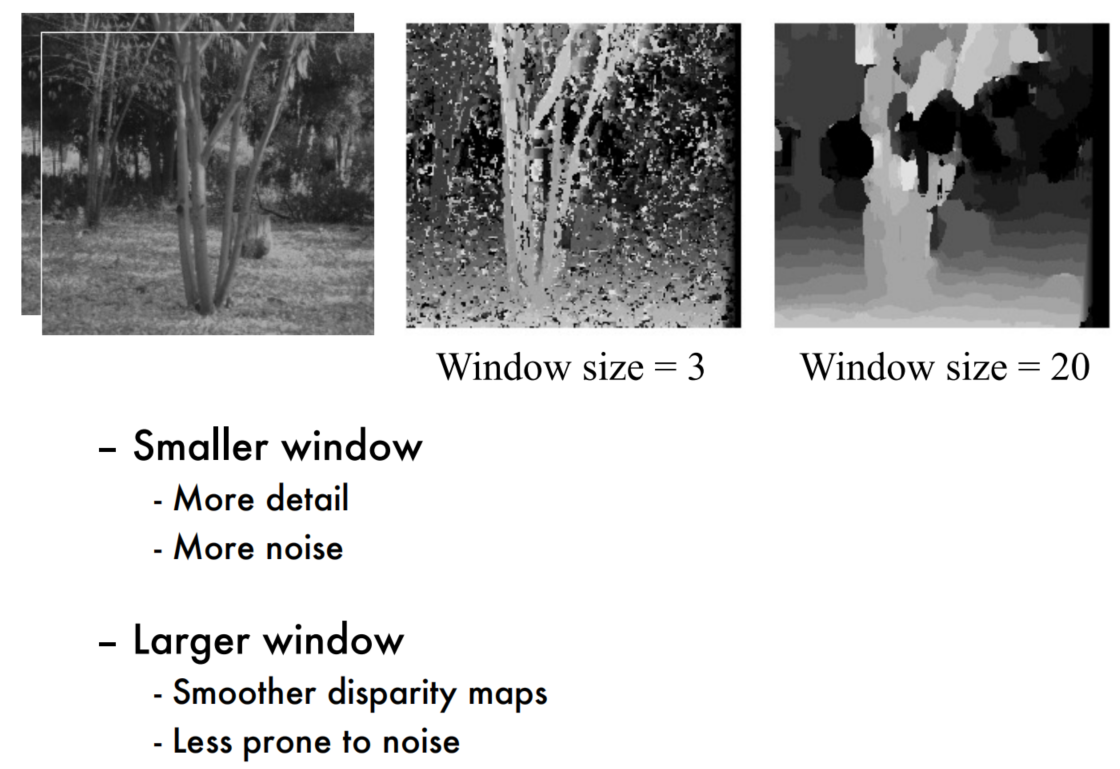 Window size = 3
Window size = 20
– Smaller window
- More detail
- More noise
– Larger window
- Smoother disparity maps
- Less prone to noise